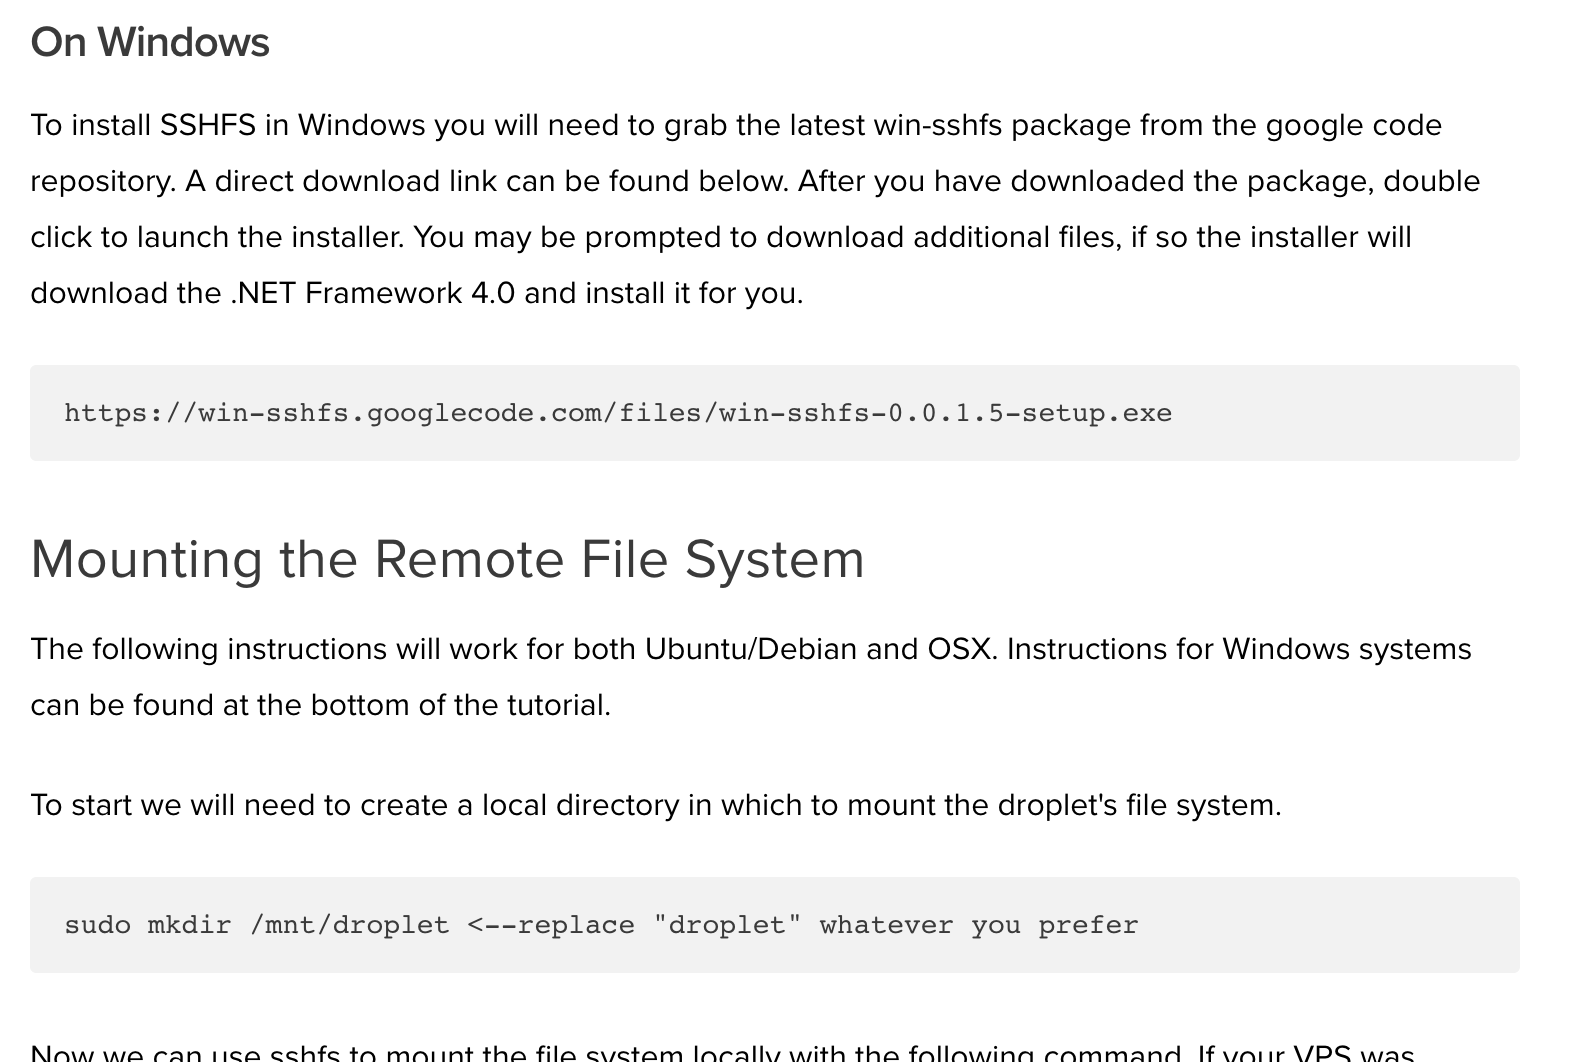 On Windows
To install SSHFS in Windows you will need to grab the latest win-sshfs package from the google code
repository. A direct download link can be found below. After you have downloaded the package, double
click to launch the installer. You may be prompted to download additional files, if so the installer will
download the .NET Framework 4.0 and install it for you.
https://win-sshfs.googlecode.com/files/win-sshfs-0.0.1.5-setup.exe
Mounting the Remote File System
The following instructions will work for both Ubuntu/Debian and OSX. Instructions for Windows systems
can be found at the bottom of the tutorial.
To start we will need to create a local directory in which to mount the droplet's file system.
sudo mkdir /mnt/droplet <--replace "droplet" whatever you prefer
Now we can use sshfs to mount the file system locally with the following command. If your VPS was